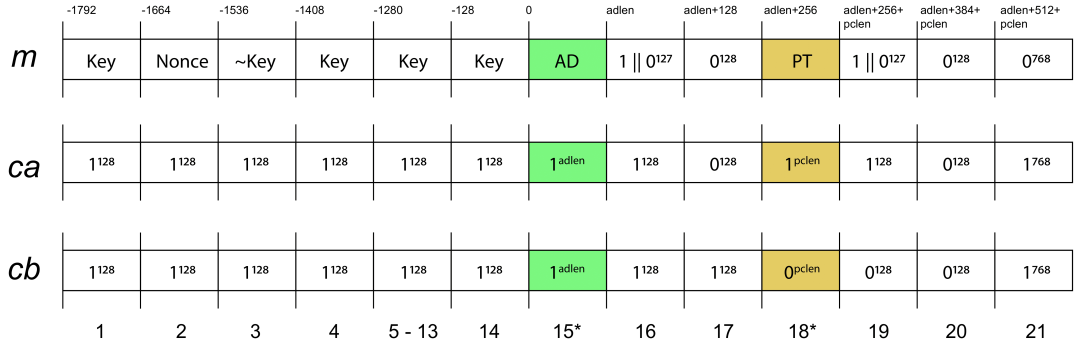 -1792 -1664 -1536 -1408 -1280 -128 0 adlen adlen+128 adlen+256 adlen+256+ pclen adlen+384+ pclen adlen+512+ pclen
m Key Nonce ~Key Key Key Key AD 1 || 0¹²⁷ 0¹²⁸ PT 1 || 0¹²⁷ 0¹²⁸ 0⁷⁶⁸
ca 1¹²⁸ 1¹²⁸ 1¹²⁸ 1¹²⁸ 1¹²⁸ 1¹²⁸ 1ᵃᵈˡᵉⁿ 1¹²⁸ 0¹²⁸ 1ᵖᶜˡᵉⁿ 1¹²⁸ 0¹²⁸ 1⁷⁶⁸
cb 1¹²⁸ 1¹²⁸ 1¹²⁸ 1¹²⁸ 1¹²⁸ 1¹²⁸ 1ᵃᵈˡᵉⁿ 1¹²⁸ 1¹²⁸ 0ᵖᶜˡᵉⁿ 0¹²⁸ 0¹²⁸ 1⁷⁶⁸
1 2 3 4 5 - 13 14 15* 16 17 18* 19 20 21